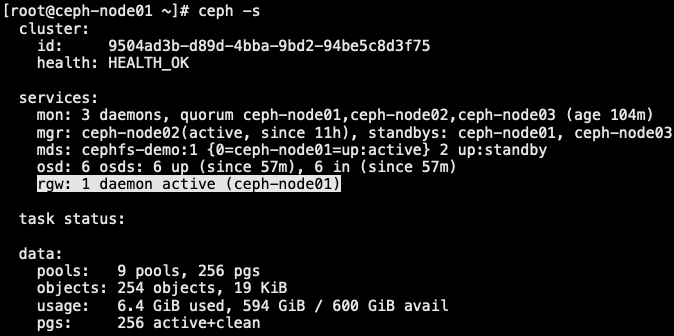 [root@ceph-node01 ~]# ceph -s
  cluster:
    id:     9504ad3b-d89d-4bba-9bd2-94be5c8d3f75
    health: HEALTH_OK

  services:
    mon: 3 daemons, quorum ceph-node01,ceph-node02,ceph-node03 (age 104m)
    mgr: ceph-node02(active, since 11h), standbys: ceph-node01, ceph-node03
    mds: cephfs-demo:1 {0=ceph-node01=up:active} 2 up:standby
    osd: 6 osds: 6 up (since 57m), 6 in (since 57m)
    rgw: 1 daemon active (ceph-node01)

  task status:

  data:
    pools:   9 pools, 256 pgs
    objects: 254 objects, 19 KiB
    usage:   6.4 GiB used, 594 GiB / 600 GiB avail
    pgs:     256 active+clean